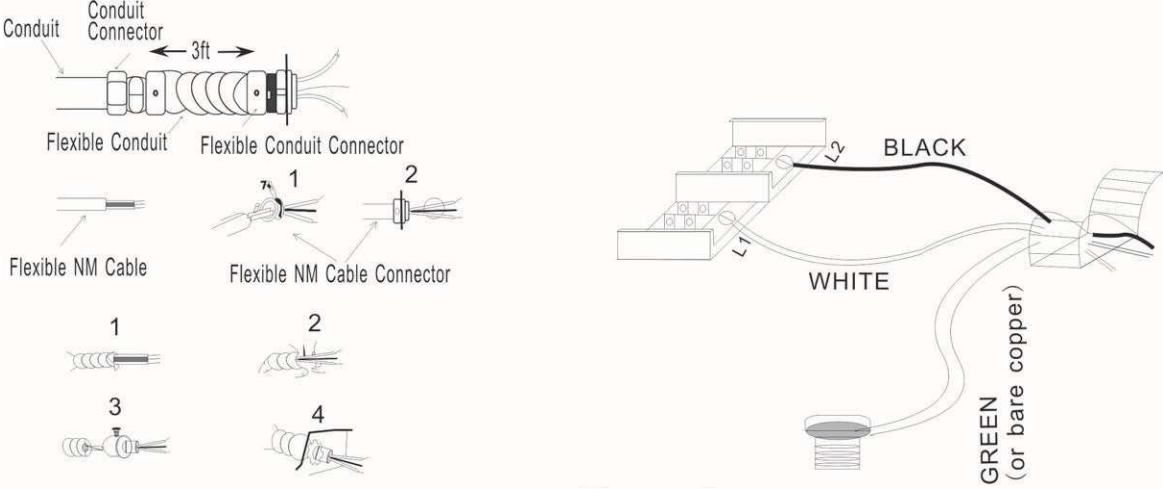 Conduit
Conduit
Connector
3ft
Flexible Conduit
Flexible Conduit Connector
1
2
Flexible NM Cable
Flexible NM Cable Connector
1
2
3
4
L2
BLACK
L1
WHITE
GREEN
(or bare copper)